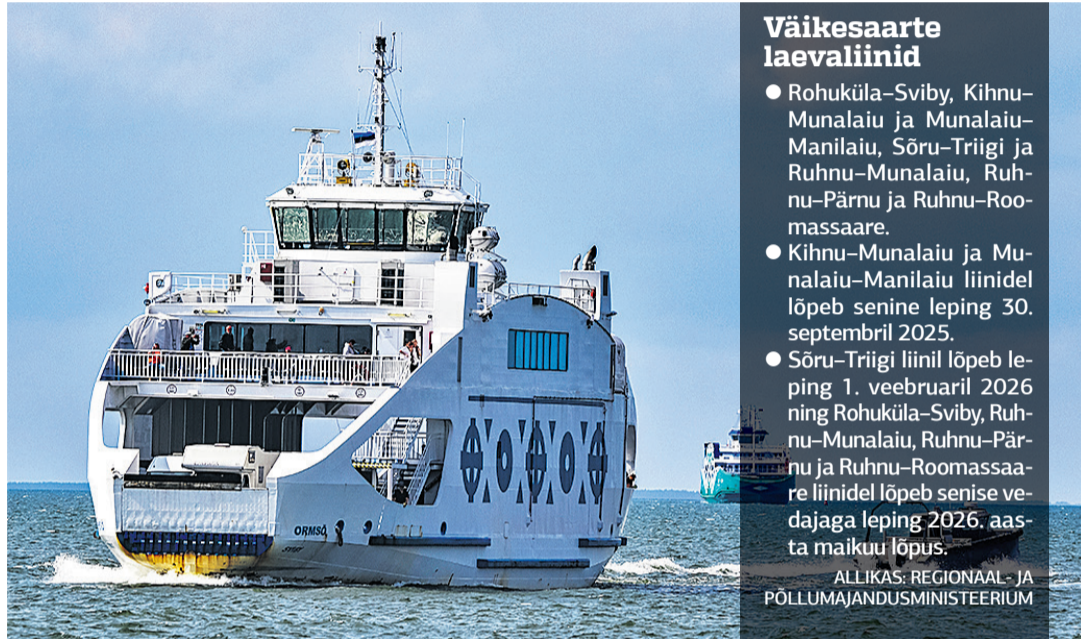 Väikesaarte
laevaliinid
● Rohuküla–Sviby, Kihnu–
Munalaiu ja Munalaiu–
Manilaiu, Sõru–Triigi ja
Ruhnu–Munalaiu, Ruh-
nu–Pärnu ja Ruhnu–Roo-
massaare.
● Kihnu–Munalaiu ja Mu-
nalaiu–Manilaiu liinidel
lõpeb senine leping 30.
septembril 2025.
● Sõru–Triigi liinil lõpeb le-
ping 1. veebruaril 2026
ning Rohuküla–Sviby, Ruh-
nu–Munalaiu, Ruhnu–Pär-
nu ja Ruhnu–Roomassaa-
re liinidel lõpeb senise ve-
dajaga leping 2026. aas-
ta maikuu lõpus.
ALLIKAS: REGIONAAL- JA
PÕLLUMAJANDUSMINISTEERIUM
ORMSÖ
SVIBY